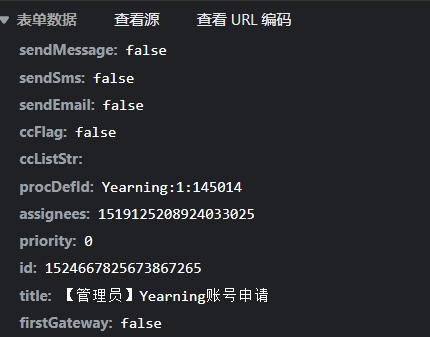 表单数据 查看源 查看 URL 编码
sendMessage: false
sendSms: false
sendEmail: false
ccFlag: false
ccListStr:
procDefId: Yearning:1:145014
assignees: 1519125208924033025
priority: 0
id: 1524667825673867265
title: 【管理员】Yearning账号申请
firstGateway: false